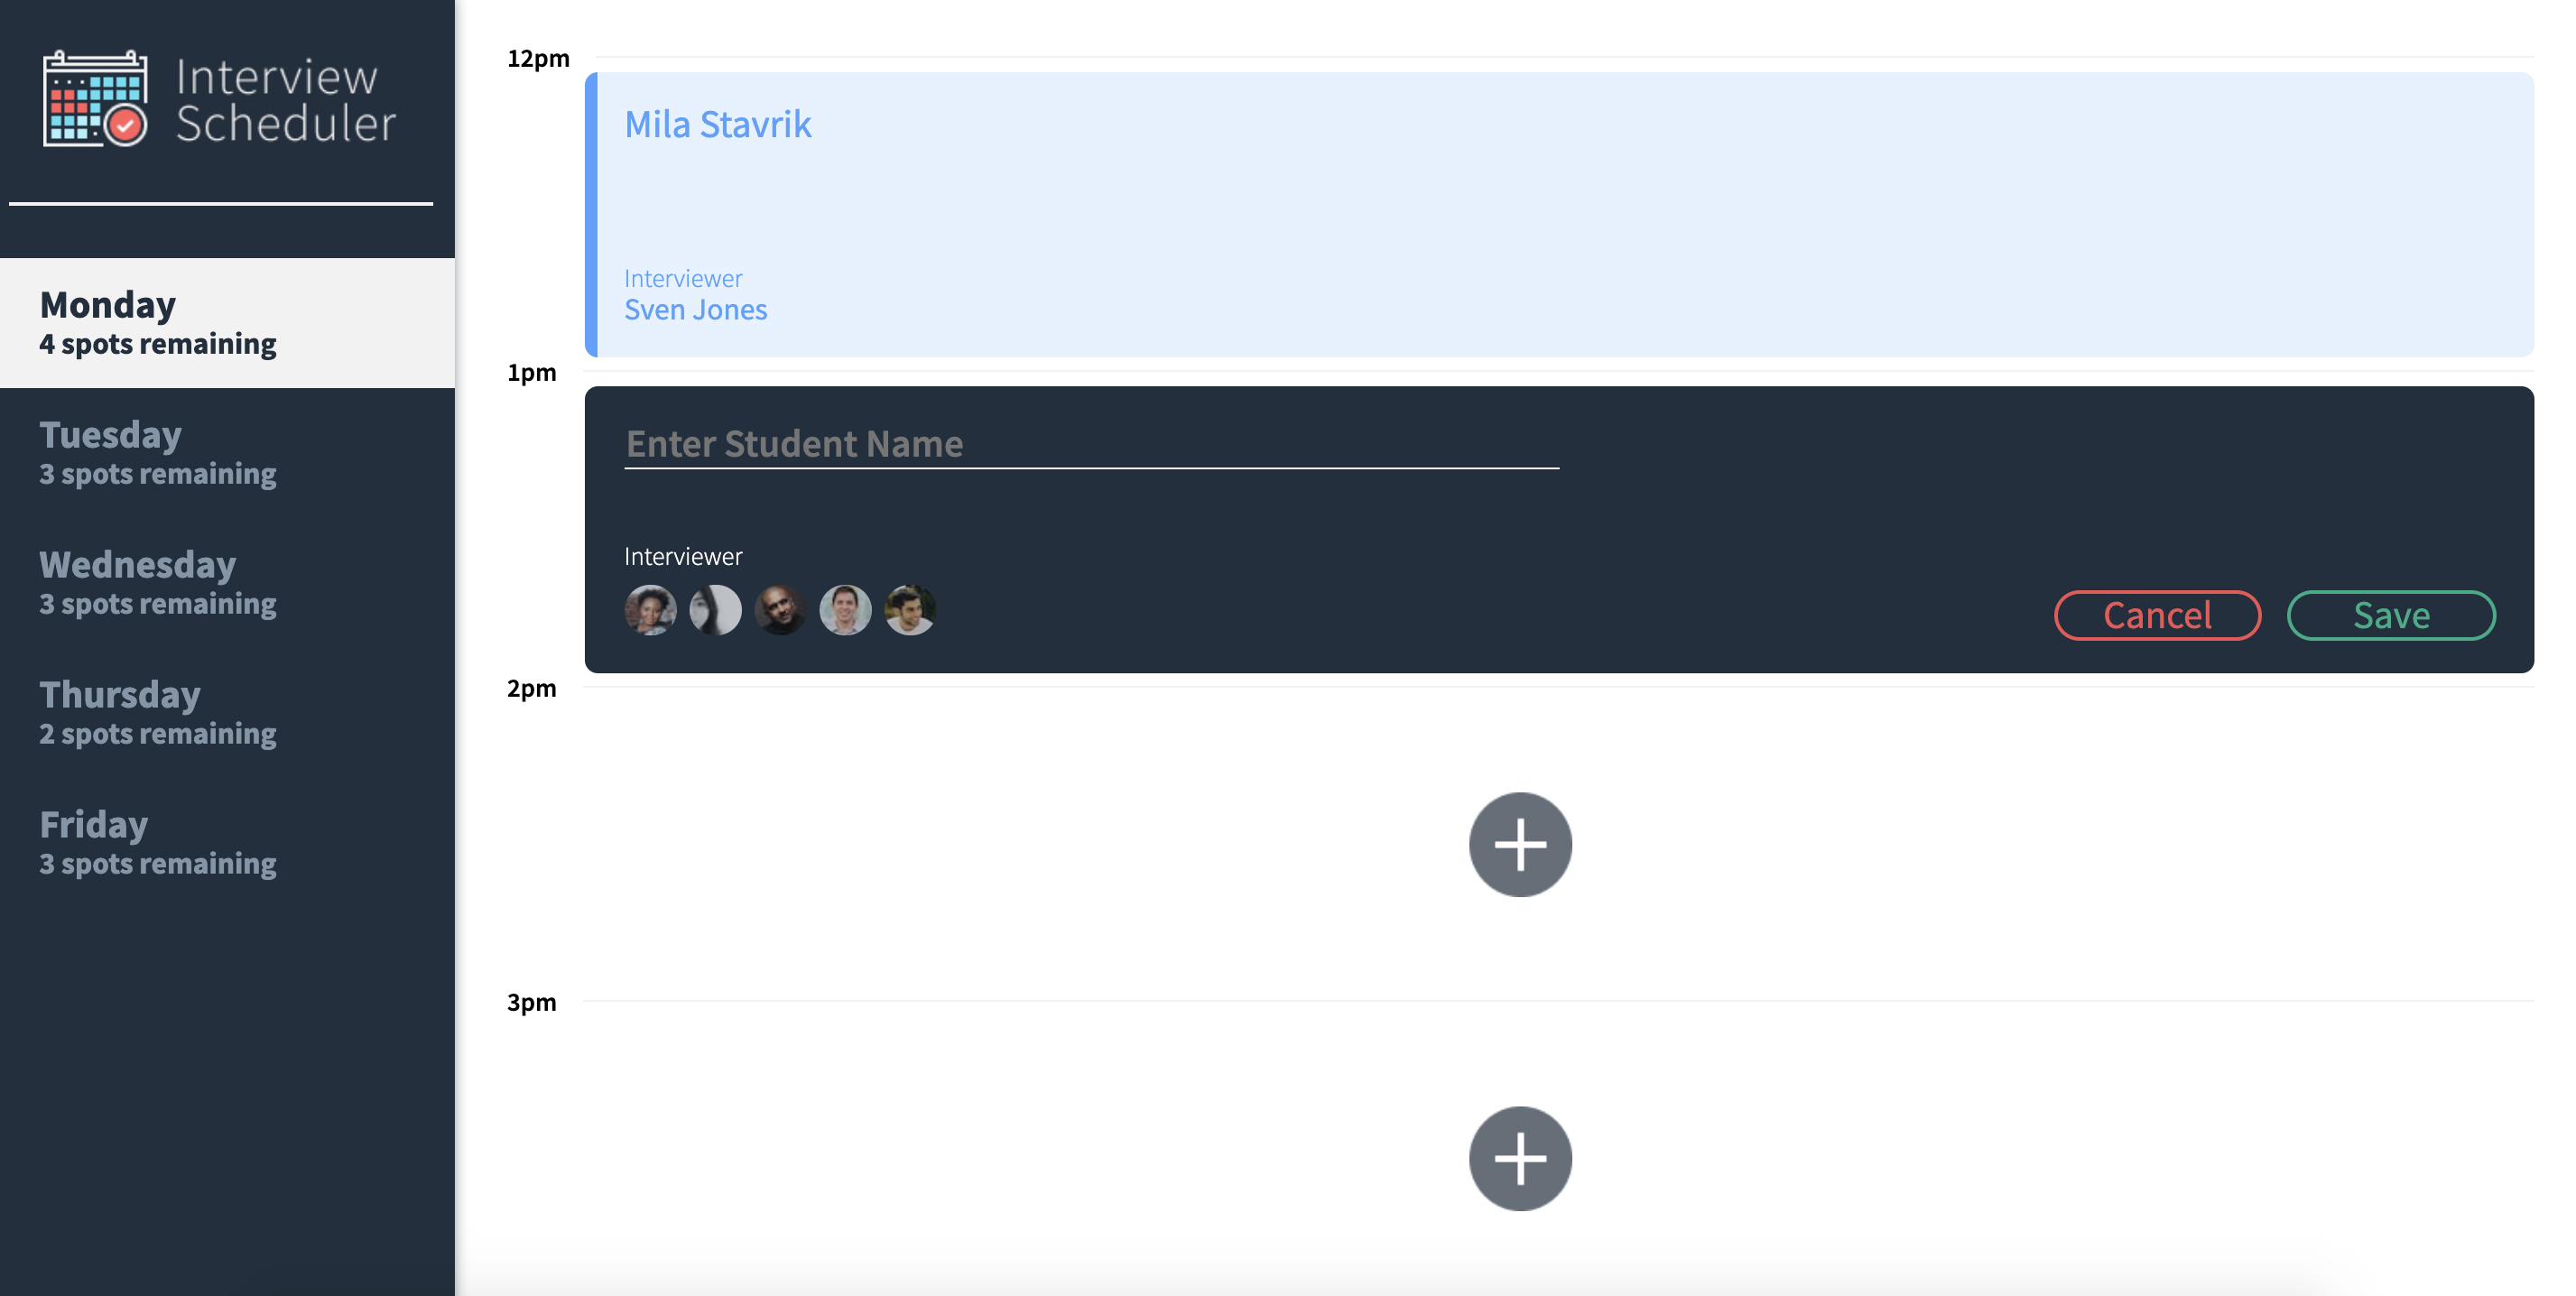 Interview
Scheduler
Monday
4 spots remaining
Tuesday
3 spots remaining
Wednesday
3 spots remaining
Thursday
2 spots remaining
Friday
3 spots remaining
12pm
Mila Stavrik
Interviewer
Sven Jones
1pm
Enter Student Name
Interviewer
Cancel
Save
2pm
3pm